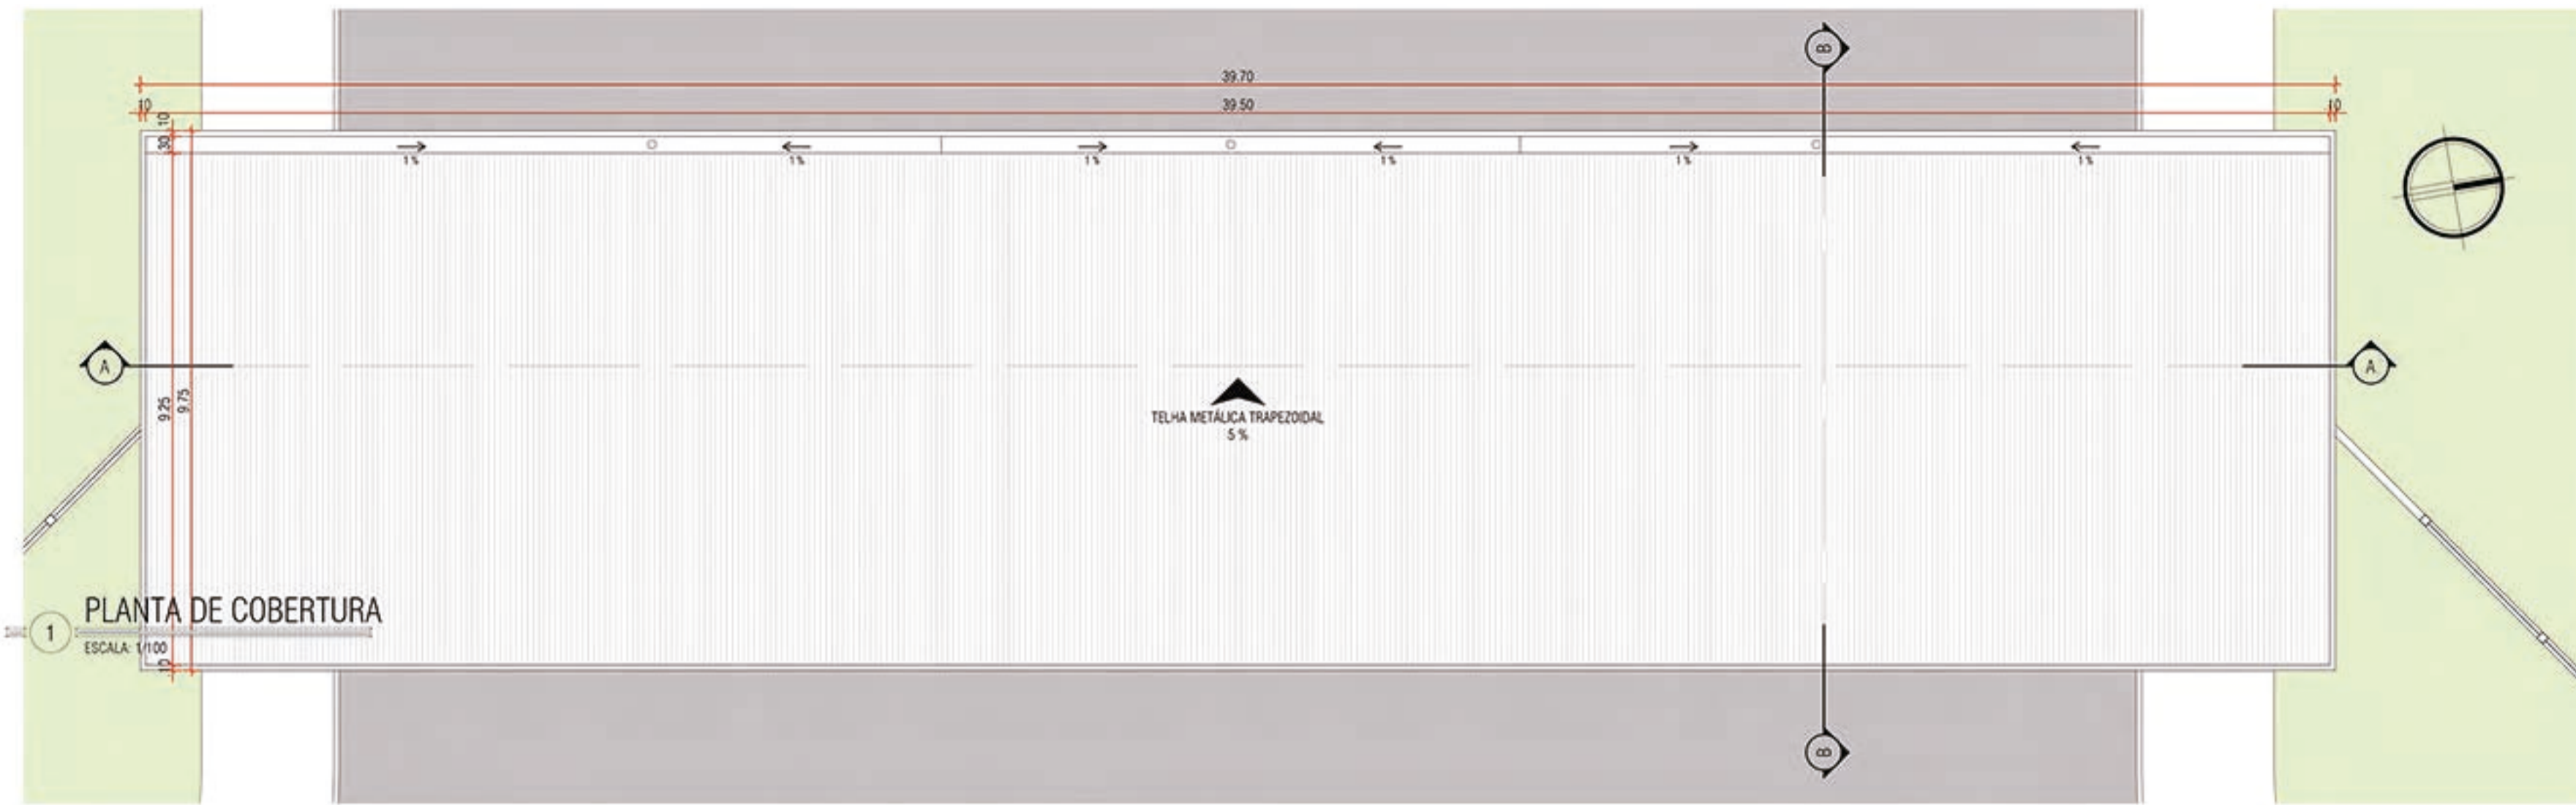 B
39.70
10
39.50
10
10
30
1%
1%
1%
1%
1%
1%
A
A
9.25
9.75
TELHA METÁLICA TRAPEZOIDAL
5 %
1
PLANTA DE COBERTURA
ESCALA: 1/100
10
B